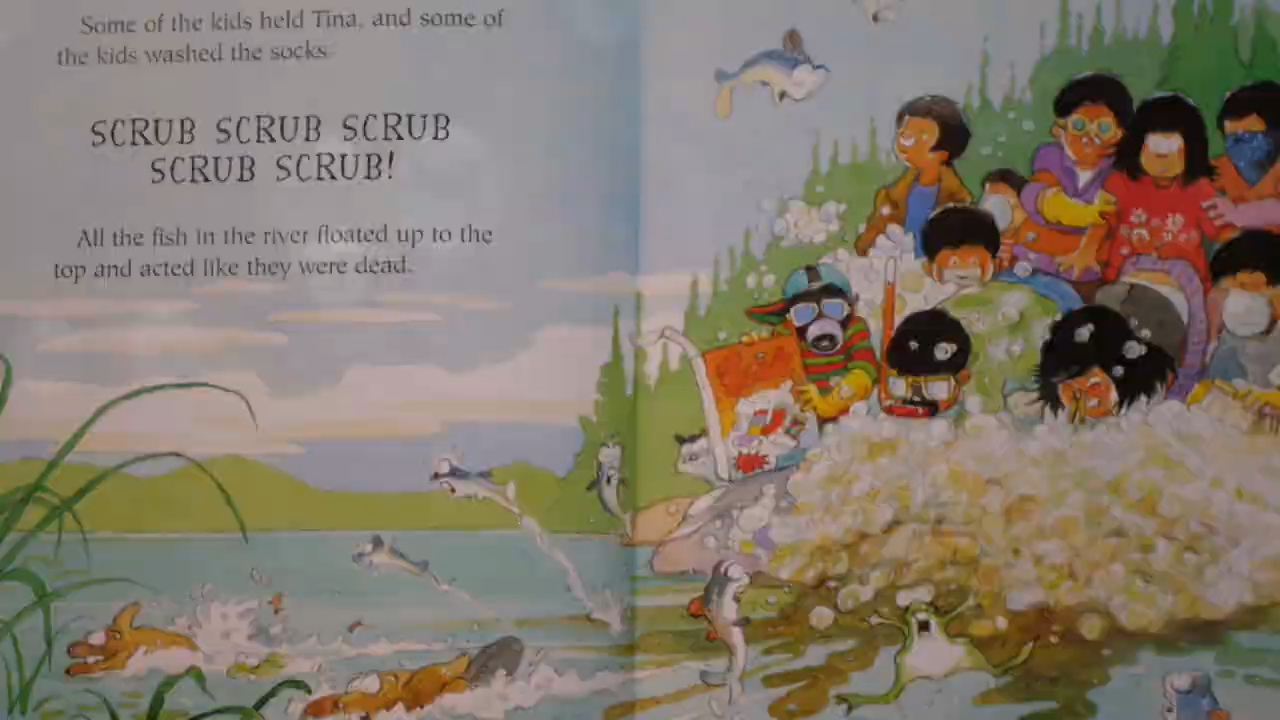 Some of the kids held Tina, and some of
the kids washed the socks.
SCRUB SCRUB SCRUB
SCRUB SCRUB!
All the fish in the river floated up to the
top and acted like they were dead.